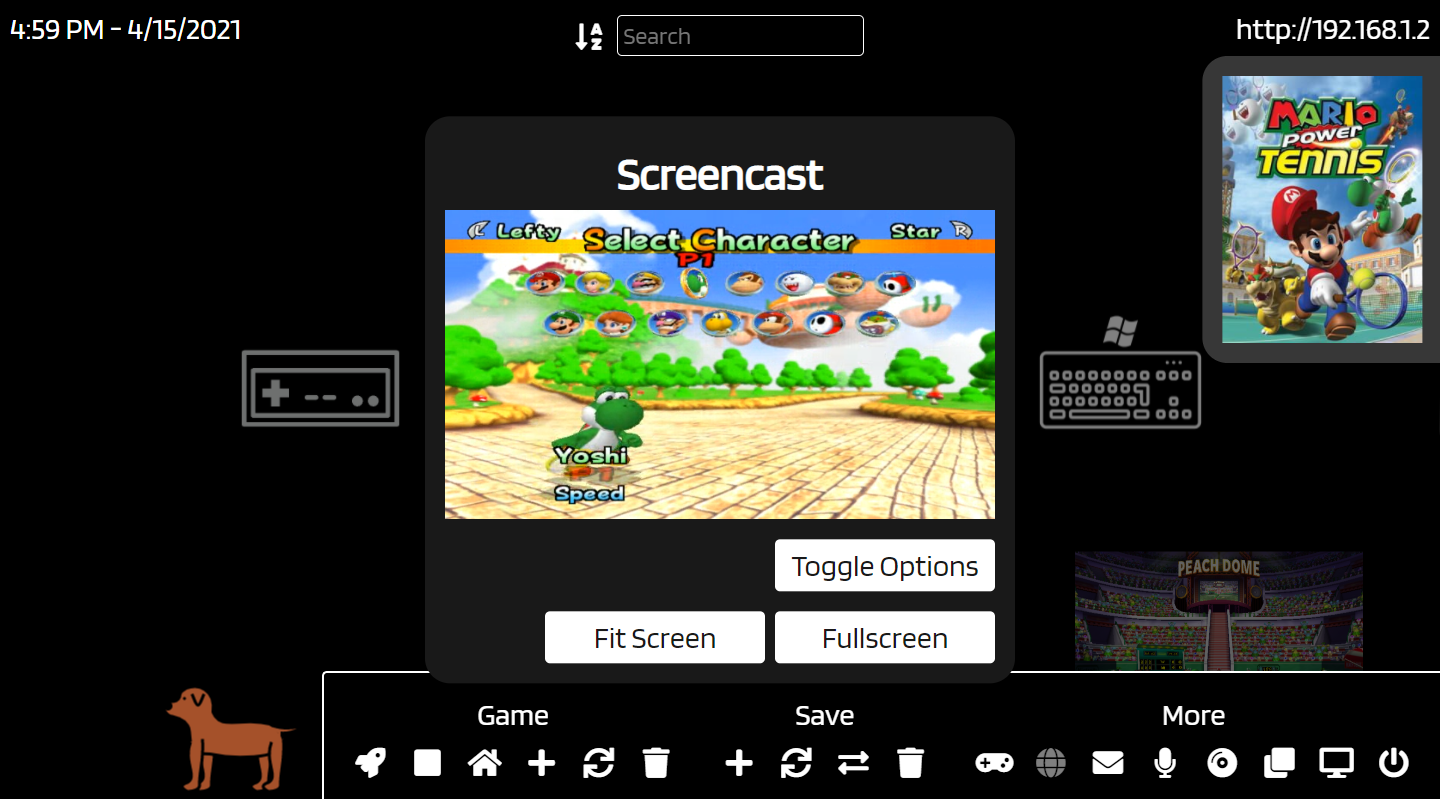 4:59 PM - 4/15/2021
Search
http://192.168.1.2
MARIO
POWER
TENNIS
Screencast
L Lefty
Select Character
Star R
P1
Yoshi
Speed
Toggle Options
Fit Screen
Fullscreen
PEACH DOME
Game
Save
More